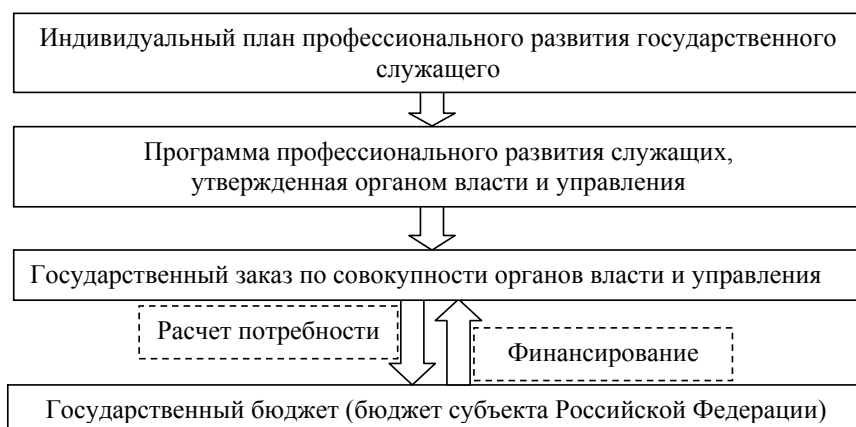 Индивидуальный план профессионального развития государственного
служащего
Программа профессионального развития служащих,
утвержденная органом власти и управления
Государственный заказ по совокупности органов власти и управления
Расчет потребности
Финансирование
Государственный бюджет (бюджет субъекта Российской Федерации)